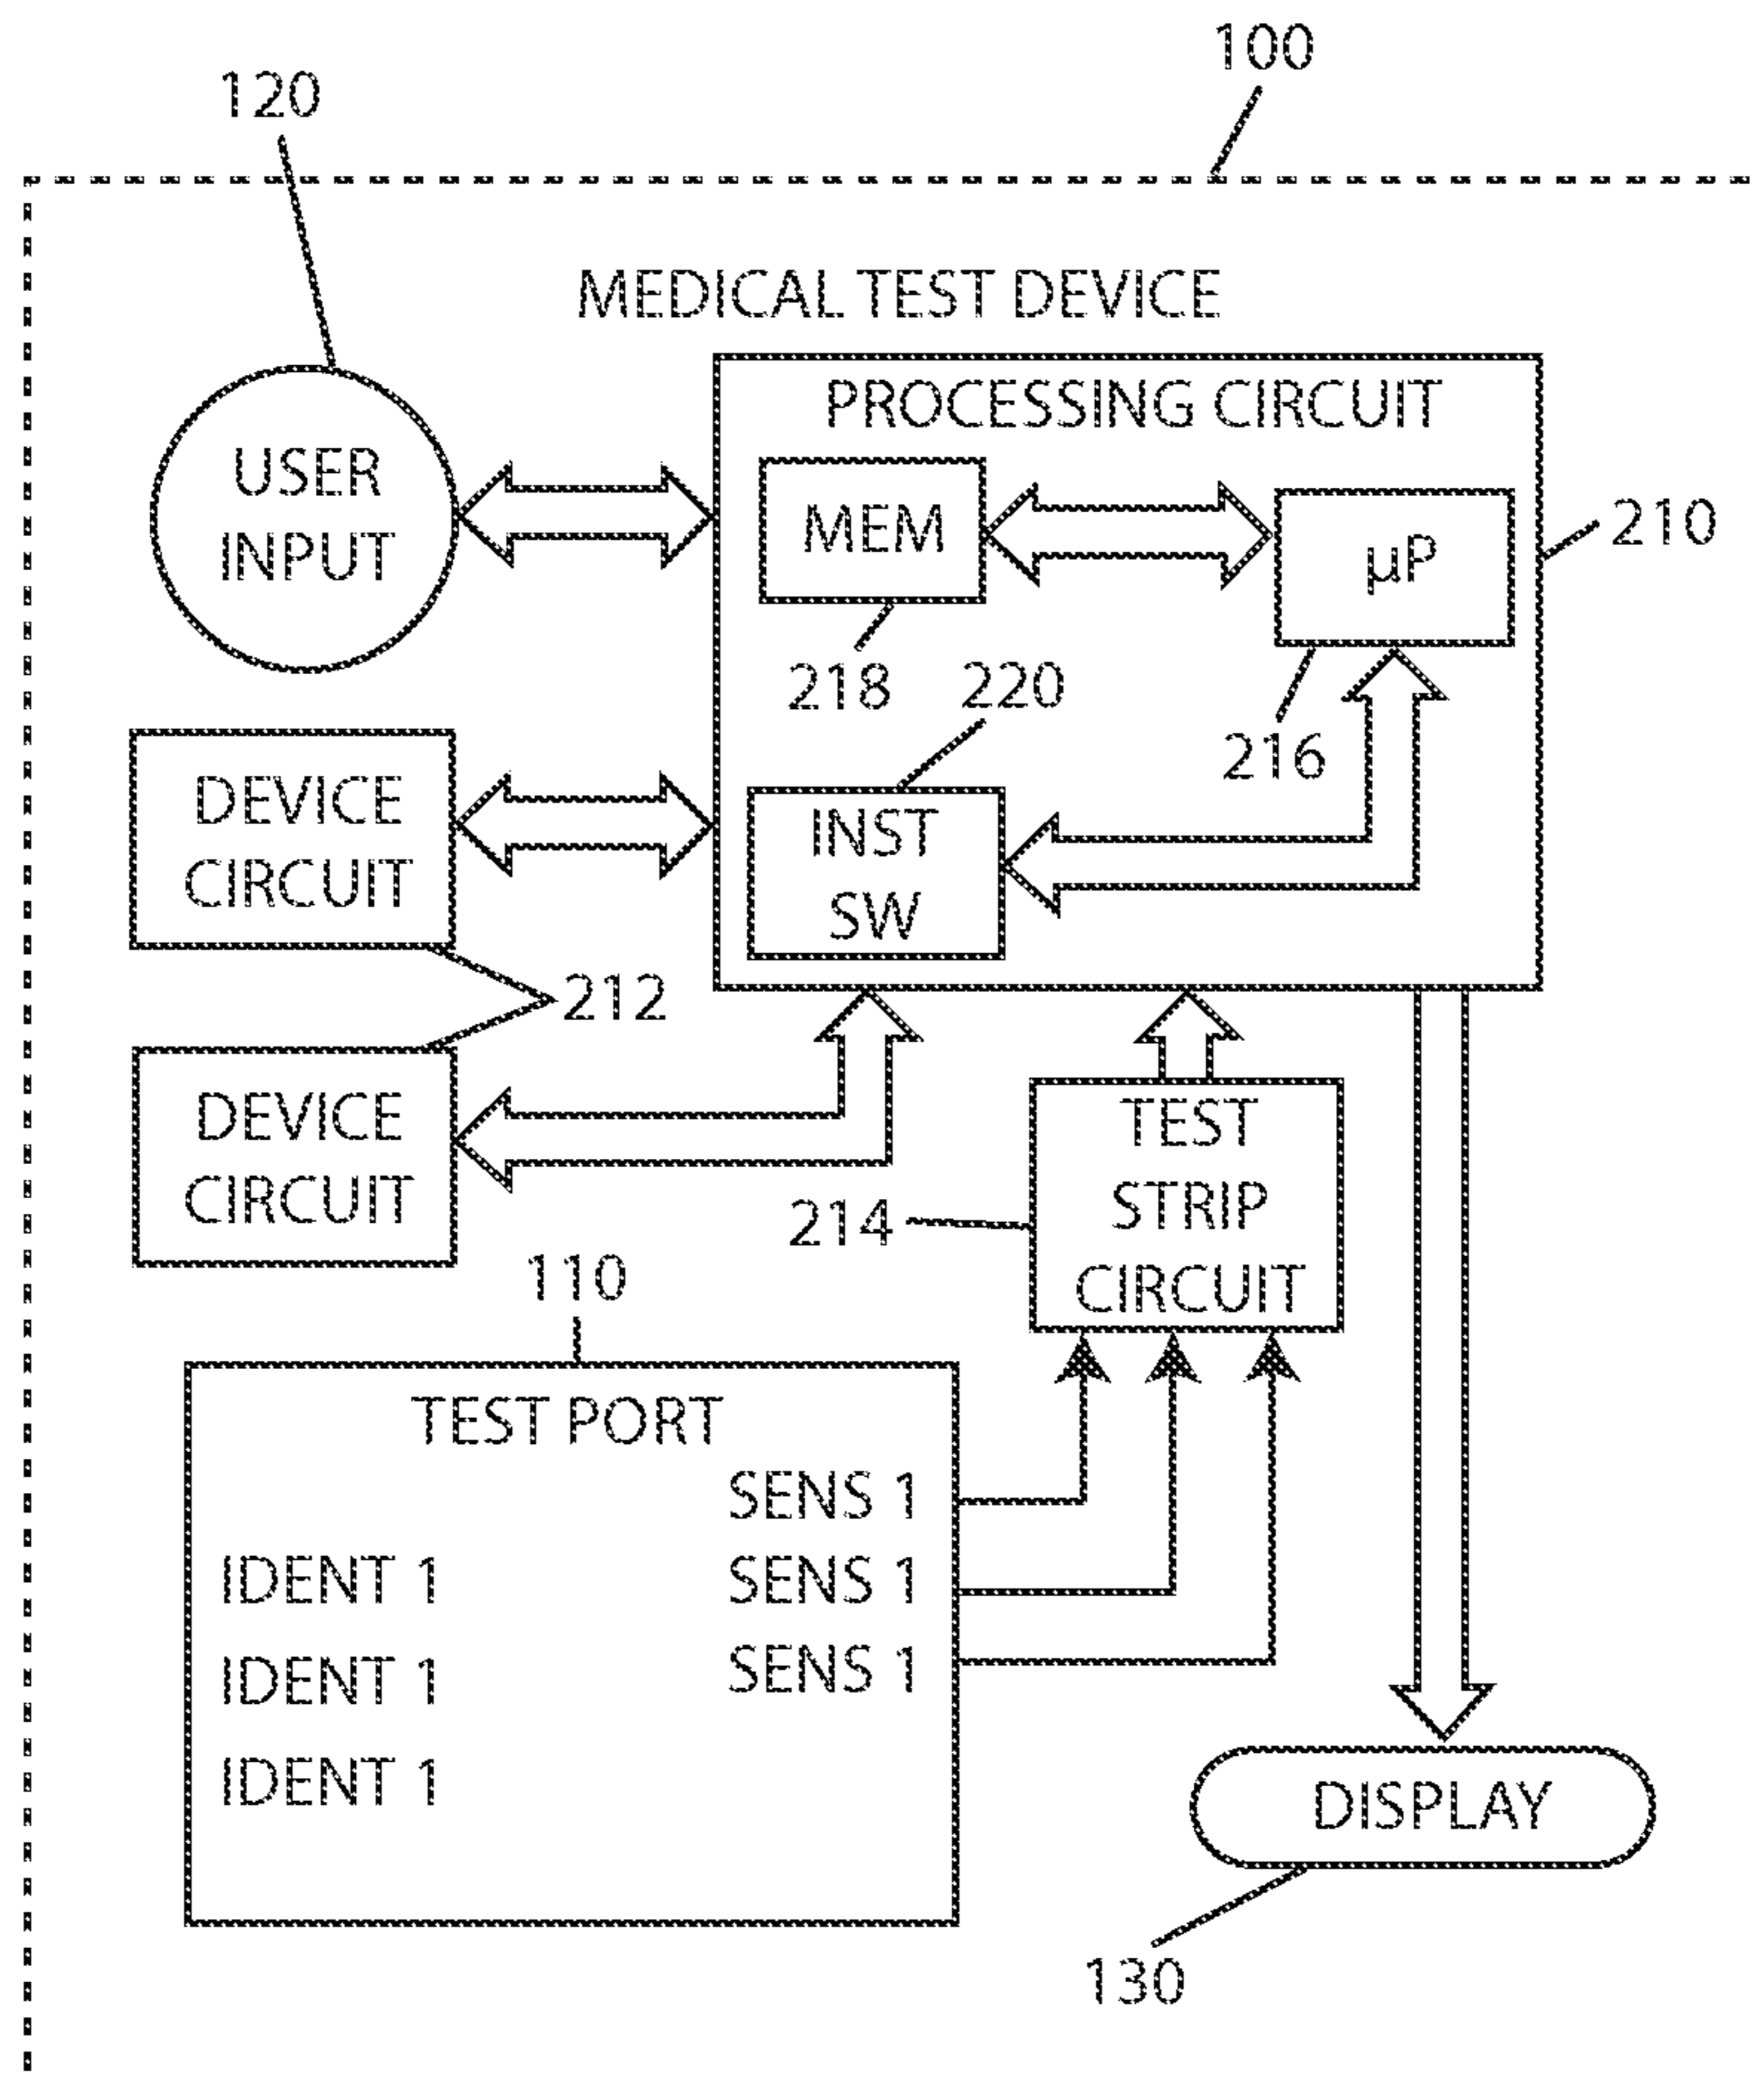 100
120
MEDICAL TEST DEVICE
PROCESSING CIRCUIT
USER
INPUT
MEM
µP
210
218
220
216
DEVICE
CIRCUIT
INST
SW
212
DEVICE
CIRCUIT
TEST
STRIP
CIRCUIT
214
110
TEST PORT
SENS 1
IDENT 1
SENS 1
IDENT 1
SENS 1
IDENT 1
DISPLAY
130